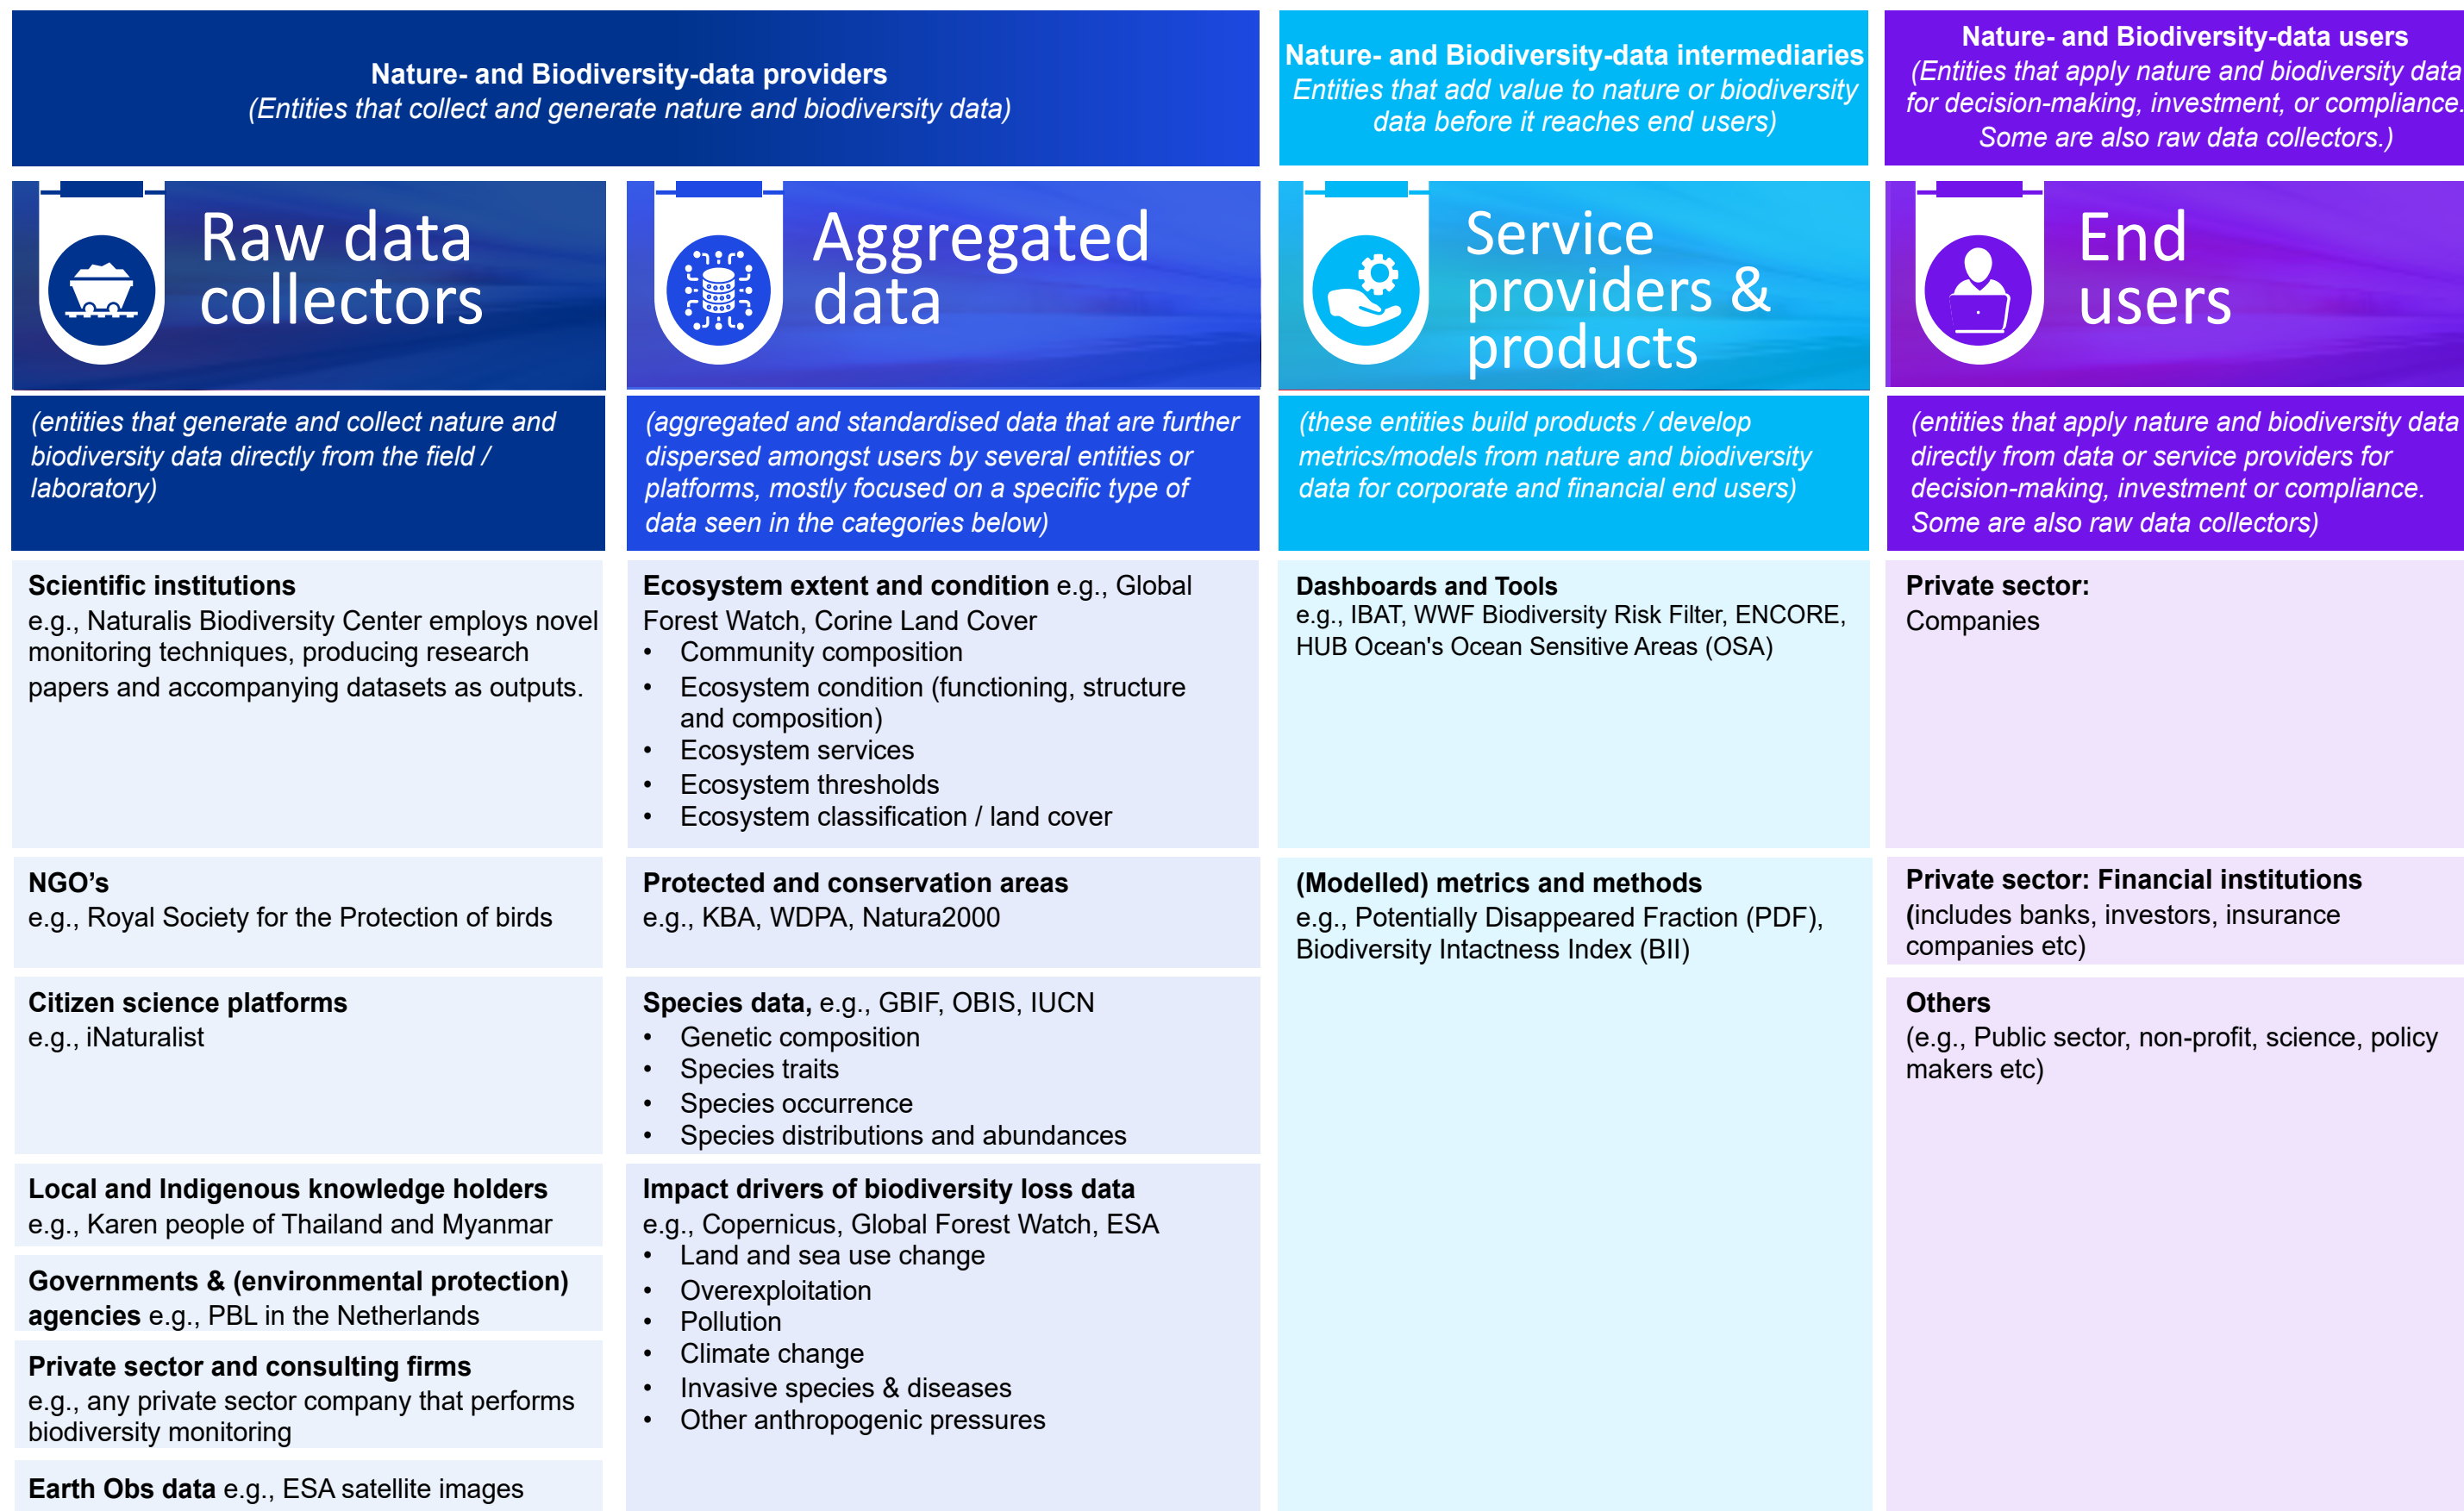 Nature- and Biodiversity-data providers
(Entities that collect and generate nature and biodiversity data)
Nature- and Biodiversity-data intermediaries
Entities that add value to nature or biodiversity
data before it reaches end users)
Nature- and Biodiversity-data users
(Entities that apply nature and biodiversity data
for decision-making, investment, or compliance.
Some are also raw data collectors.)
Raw data
collectors
(entities that generate and collect nature and
biodiversity data directly from the field /
laboratory)
Scientific institutions
e.g., Naturalis Biodiversity Center employs novel
monitoring techniques, producing research
papers and accompanying datasets as outputs.
NGO’s
e.g., Royal Society for the Protection of birds
Citizen science platforms
e.g., iNaturalist
Local and Indigenous knowledge holders
e.g., Karen people of Thailand and Myanmar
Governments & (environmental protection)
agencies e.g., PBL in the Netherlands
Private sector and consulting firms
e.g., any private sector company that performs
biodiversity monitoring
Earth Obs data e.g., ESA satellite images
Aggregated
data
(aggregated and standardised data that are further
dispersed amongst users by several entities or
platforms, mostly focused on a specific type of
data seen in the categories below)
Ecosystem extent and condition e.g., Global
Forest Watch, Corine Land Cover
• Community composition
• Ecosystem condition (functioning, structure
and composition)
• Ecosystem services
• Ecosystem thresholds
• Ecosystem classification / land cover
Protected and conservation areas
e.g., KBA, WDPA, Natura2000
Species data, e.g., GBIF, OBIS, IUCN
• Genetic composition
• Species traits
• Species occurrence
• Species distributions and abundances
Impact drivers of biodiversity loss data
e.g., Copernicus, Global Forest Watch, ESA
• Land and sea use change
• Overexploitation
• Pollution
• Climate change
• Invasive species & diseases
• Other anthropogenic pressures
Service
providers &
products
(these entities build products / develop
metrics/models from nature and biodiversity
data for corporate and financial end users)
Dashboards and Tools
e.g., IBAT, WWF Biodiversity Risk Filter, ENCORE,
HUB Ocean's Ocean Sensitive Areas (OSA)
(Modelled) metrics and methods
e.g., Potentially Disappeared Fraction (PDF),
Biodiversity Intactness Index (BII)
End
users
(entities that apply nature and biodiversity data
directly from data or service providers for
decision-making, investment or compliance.
Some are also raw data collectors)
Private sector:
Companies
Private sector: Financial institutions
(includes banks, investors, insurance
companies etc)
Others
(e.g., Public sector, non-profit, science, policy
makers etc)